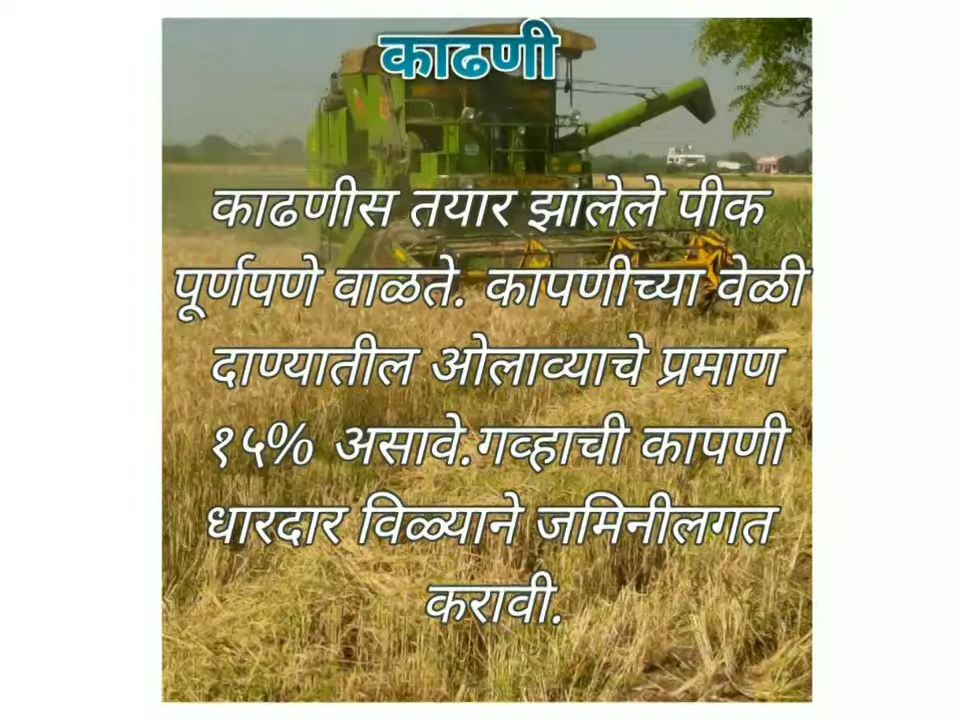 काढणी
काढणीस तयार झालेले पीक
पूर्णपणे वाळते. कापणीच्या वेळी
दाण्यातील ओलाव्याचे प्रमाण
१५% असावे.गव्हाची कापणी
धारदार विळ्याने जमिनीलगत
करावी.